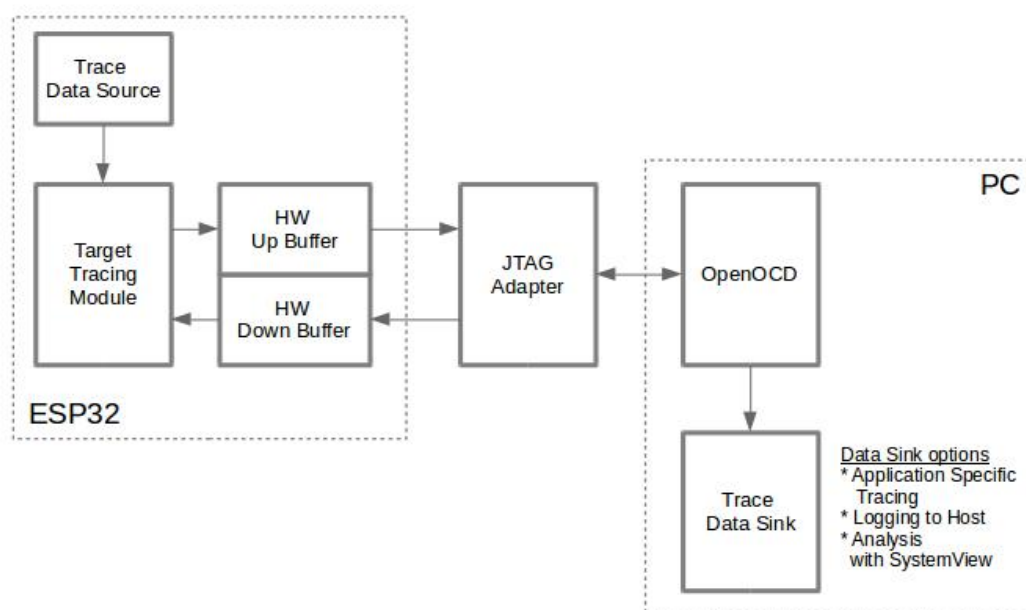 Trace
Data Source
Target
Tracing
Module
HW
Up Buffer
HW
Down Buffer
ESP32
JTAG
Adapter
PC
OpenOCD
Trace
Data Sink
Data Sink options
* Application Specific
Tracing
* Logging to Host
* Analysis
with SystemView